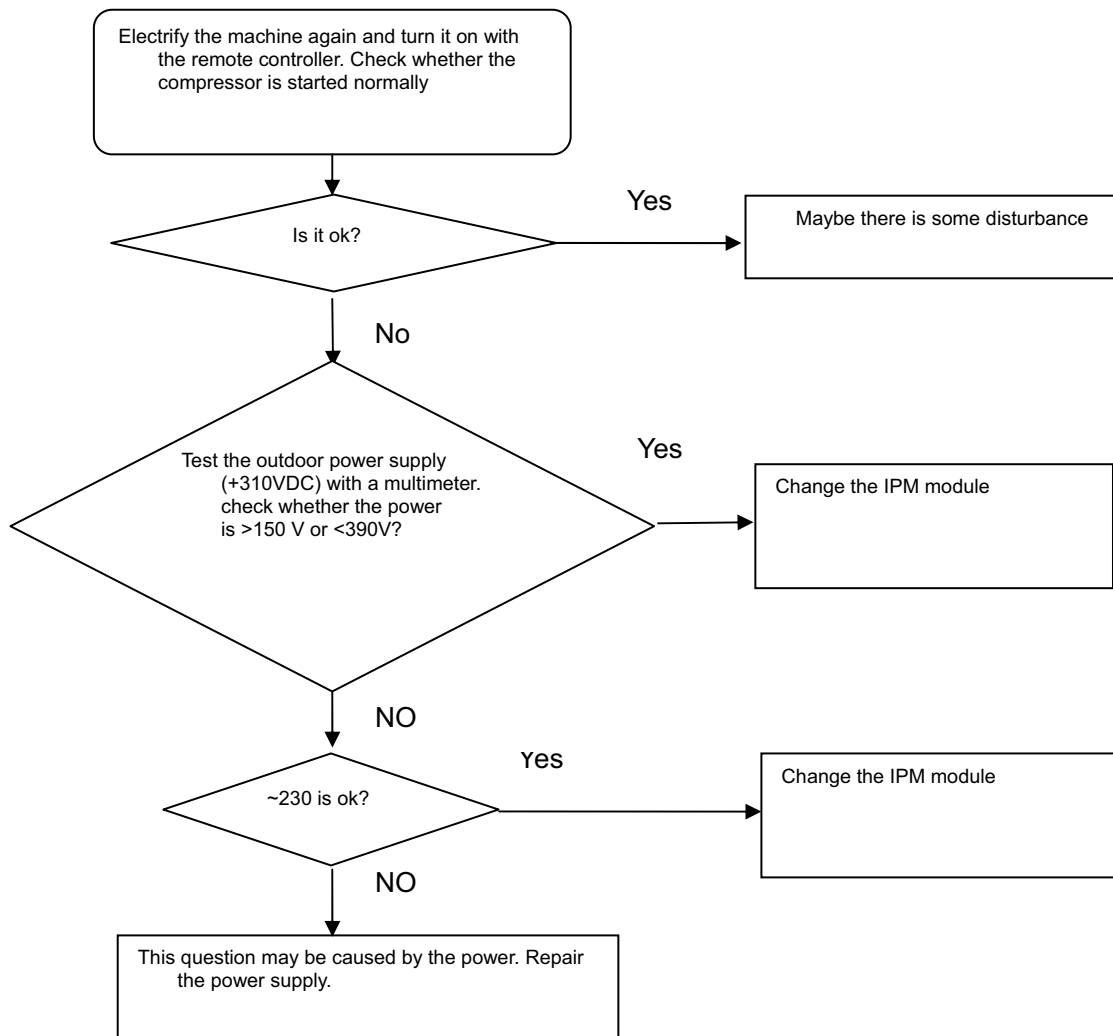 Electrify the machine again and turn it on with
the remote controller. Check whether the
compressor is started normally
Yes
Is it ok?
Maybe there is some disturbance
No
Yes
Test the outdoor power supply
(+310VDC) with a multimeter.
check whether the power
is >150 V or <390V?
Change the IPM module
NO
Yes
~230 is ok?
Change the IPM module
NO
This question may be caused by the power. Repair
the power supply.